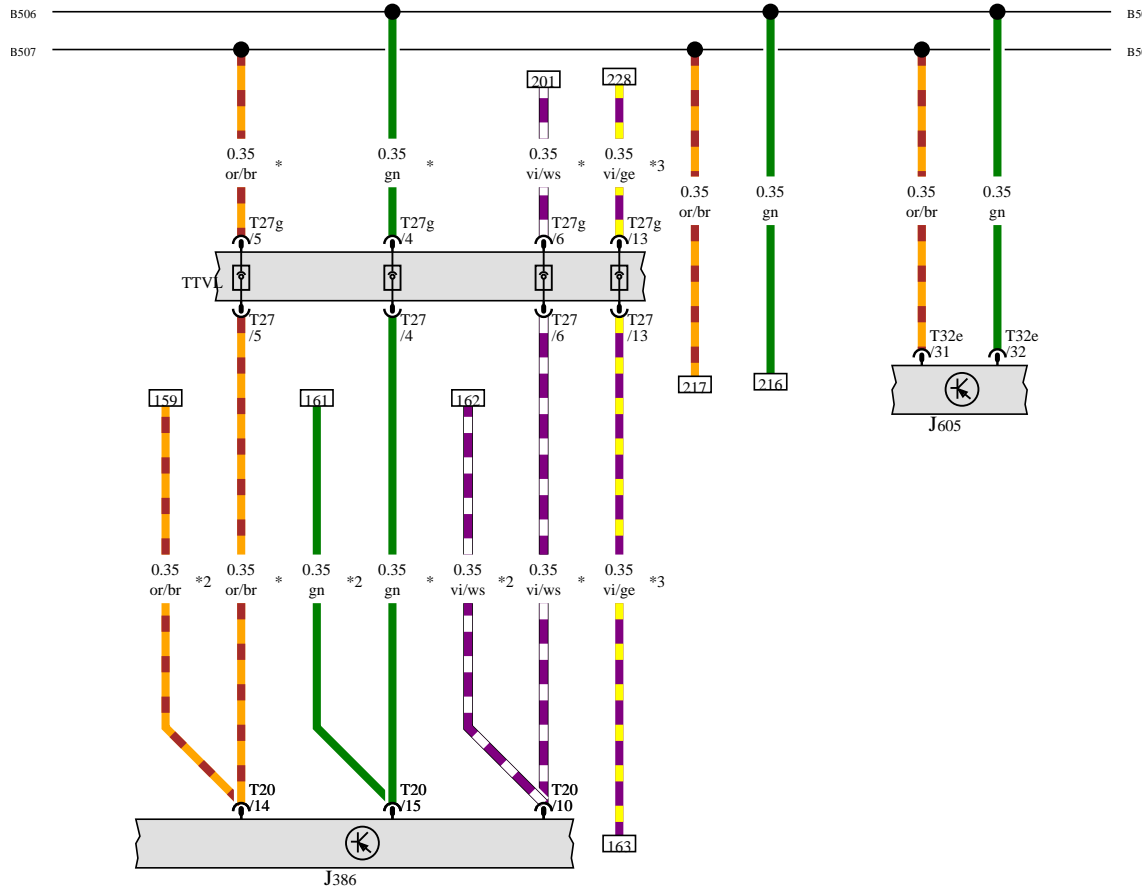 B506
B50
B507
B50
201
228
0.35
or/br
*
0.35
gn
*
0.35
vi/ws
*
0.35
vi/ge
*3
0.35
or/br
0.35
gn
0.35
or/br
0.35
gn
T27g
/5
T27g
/4
T27g
/6
T27g
/13
TTVL
T27
/5
T27
/4
T27
/6
T27
/13
T32e
/31
T32e
/32
217
216
J605
159
161
162
0.35
or/br
*2
0.35
or/br
*
0.35
gn
*2
0.35
gn
*
0.35
vi/ws
*2
0.35
vi/ws
*
0.35
vi/ge
*3
T20
/14
T20
/15
T20
/10
163
J386